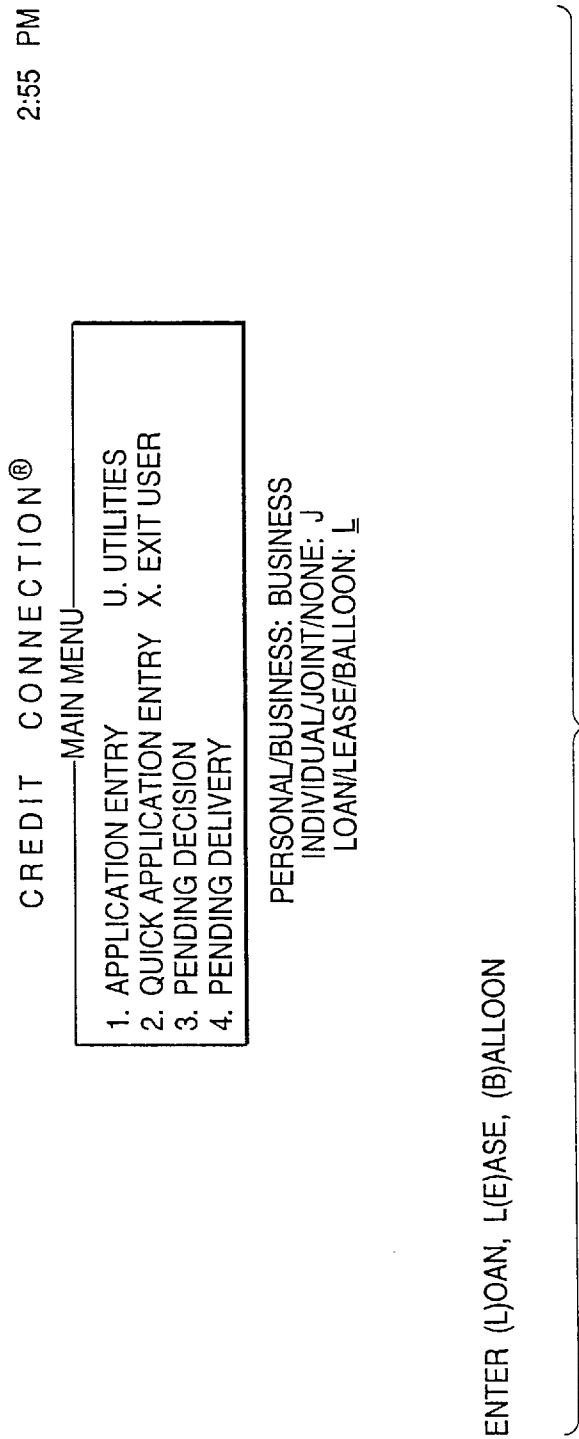 2:55 PM
CREDIT CONNECTION®
MAIN MENU
1. APPLICATION ENTRY U. UTILITIES
2. QUICK APPLICATION ENTRY X. EXIT USER
3. PENDING DECISION
4. PENDING DELIVERY
PERSONAL/BUSINESS: BUSINESS
INDIVIDUAL/JOINT/NONE: J
LOAN/LEASE/BALLOON: L
ENTER (L)OAN, L(E)ASE, (B)ALLOON